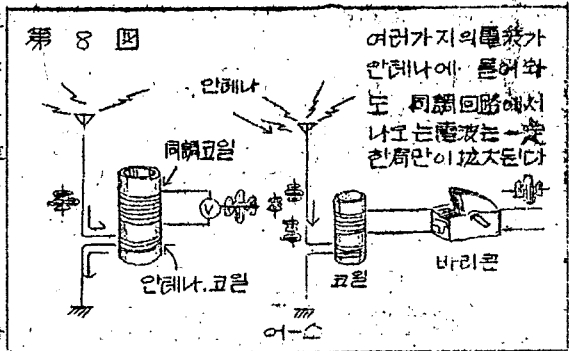 第 8 図
여러가지의 電波가
안테나에 들어와
도 同調回路에서
나오는 電波는 一定
한 것만이 拡大된다
안테나
同調코일
V
안테나.코일
코일
바리콘
어ー스